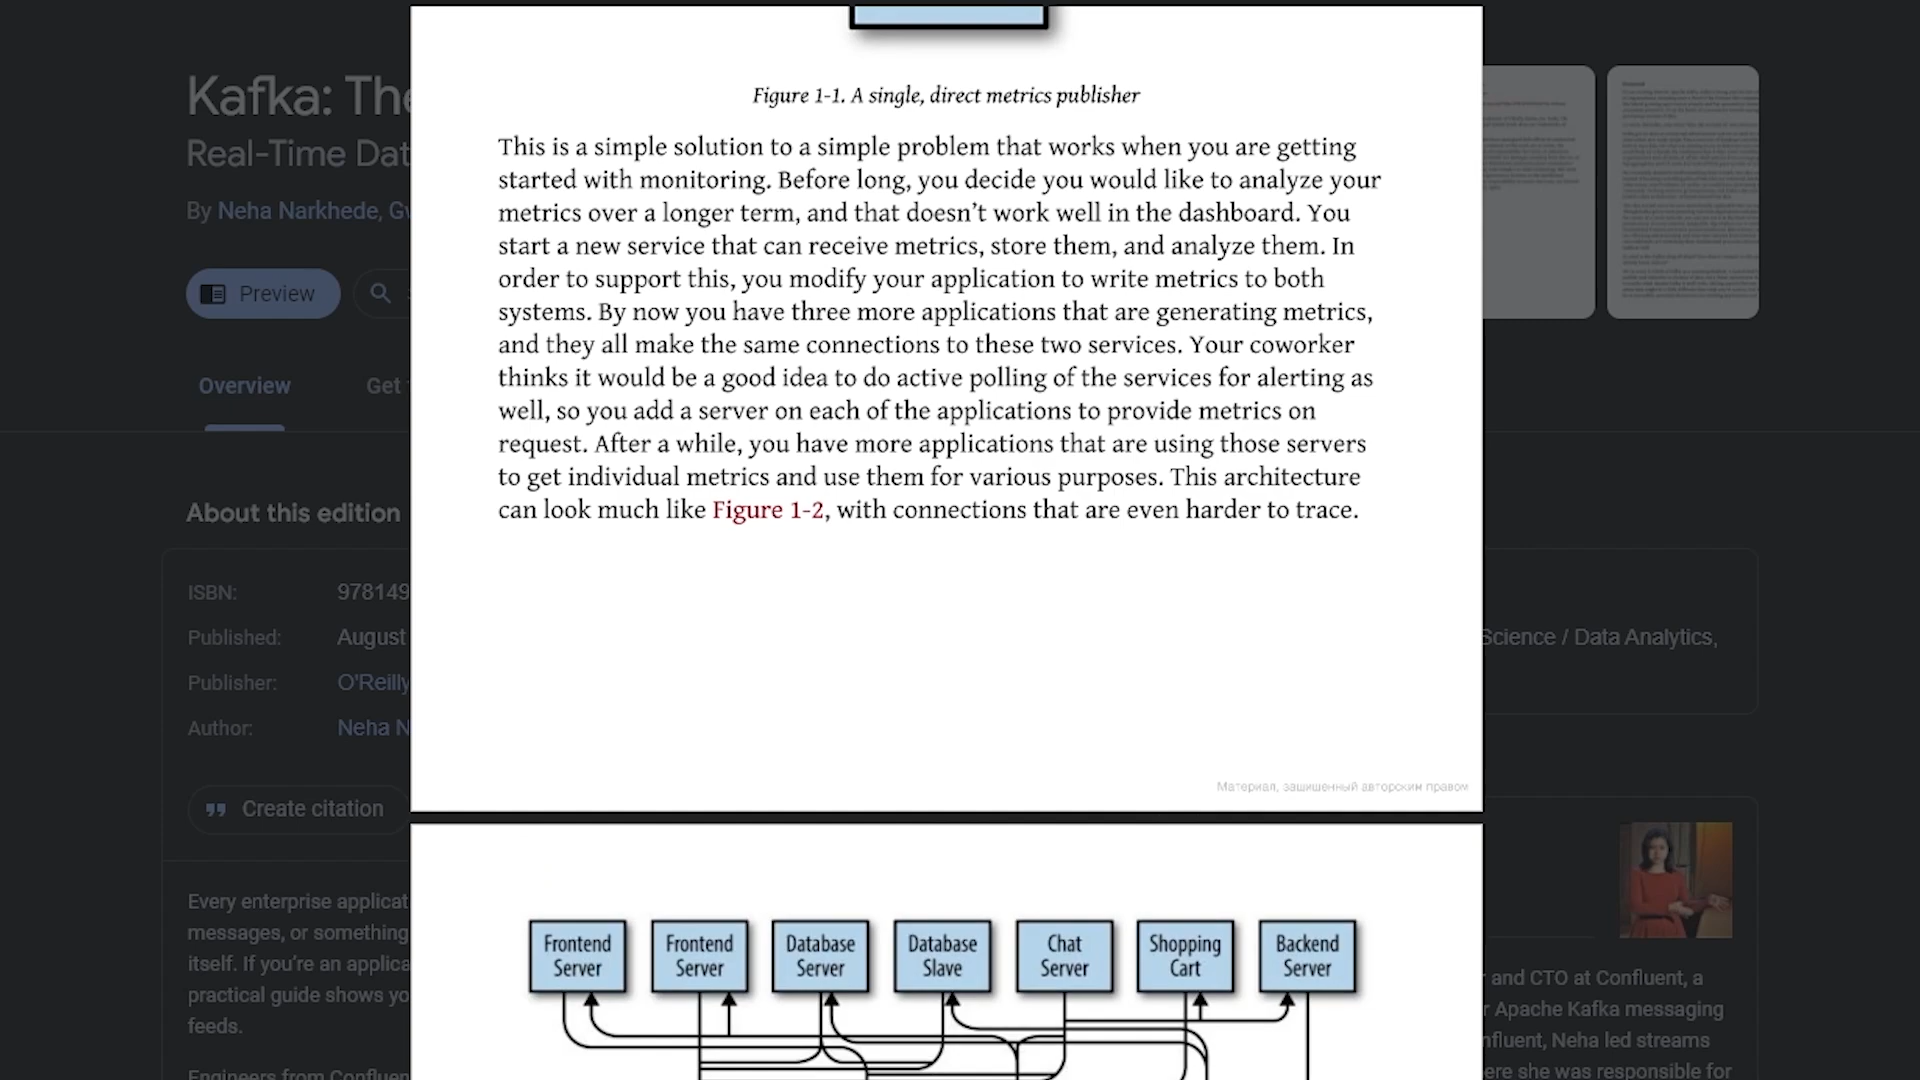 Kafka: The
Real-Time Dat
By Neha Narkhede,
Preview
Overview
Get
About this edition
ISBN: 978149
Published: August
Publisher: O'Reilly
Author: Neha N
Create citation
Every enterprise applicat
messages, or something
itself. If you're an applica
practical guide shows yo
feeds.
Engineers from Confluen
Figure 1-1. A single, direct metrics publisher
This is a simple solution to a simple problem that works when you are getting
started with monitoring. Before long, you decide you would like to analyze your
metrics over a longer term, and that doesn't work well in the dashboard. You
start a new service that can receive metrics, store them, and analyze them. In
order to support this, you modify your application to write metrics to both
systems. By now you have three more applications that are generating metrics,
and they all make the same connections to these two services. Your coworker
thinks it would be a good idea to do active polling of the services for alerting as
well, so you add a server on each of the applications to provide metrics on
request. After a while, you have more applications that are using those servers
to get individual metrics and use them for various purposes. This architecture
can look much like Figure 1-2, with connections that are even harder to trace.
Материал, защищенный авторским правом
Frontend
Server
Frontend
Server
Database
Server
Database
Slave
Chat
Server
Shopping
Cart
Backend
Server
Science / Data Analytics,
and CTO at Confluent, a
r Apache Kafka messaging
nfluent, Neha led streams
ere she was responsible for